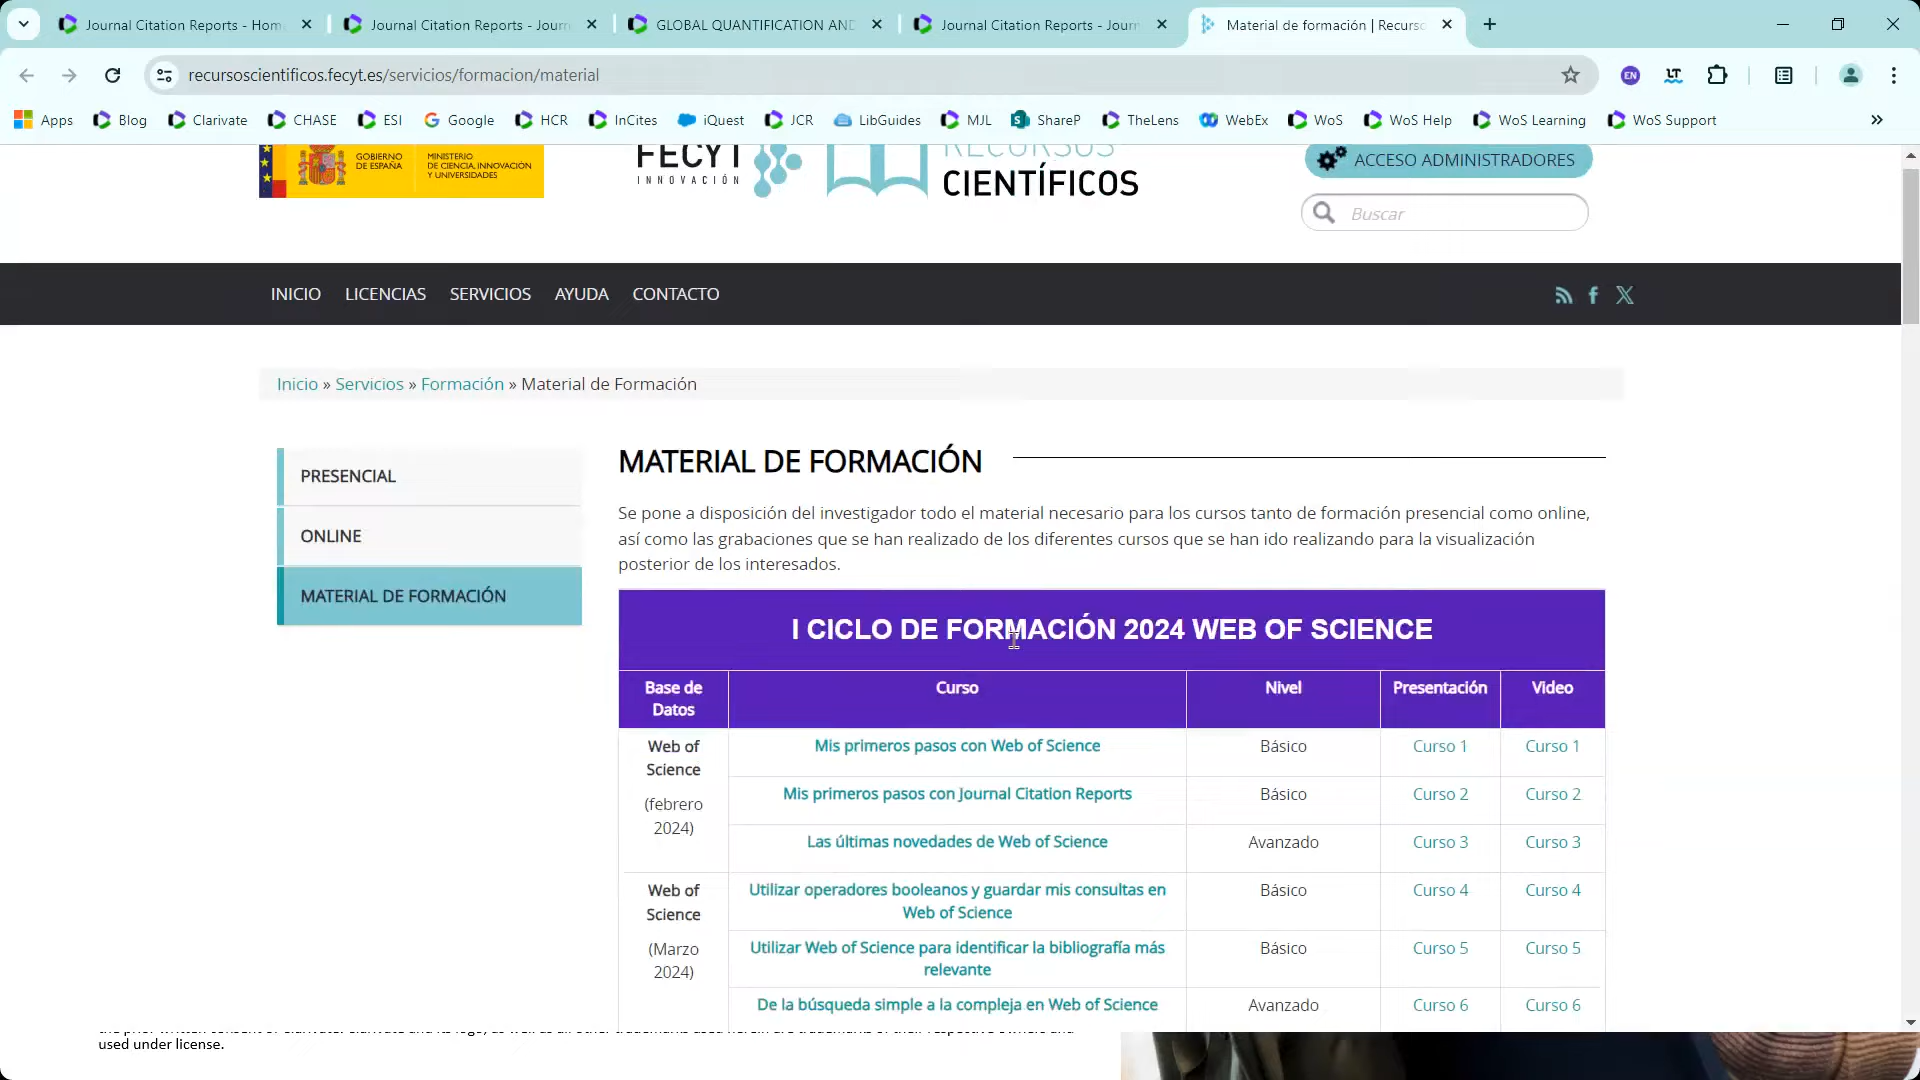 Journal Citation Reports - Home
Journal Citation Reports - Journ
GLOBAL QUANTIFICATION AND
Journal Citation Reports - Journ
Material de formación | Recurso
recursoscientificos.fecyt.es/servicios/formacion/material
EN
LT
Apps
Blog
Clarivate
CHASE
ESI
Google
HCR
InCites
iQuest
JCR
LibGuides
MJL
ShareP
TheLens
WebEx
WoS
WoS Help
WoS Learning
WoS Support
GOBIERNO
DE ESPAÑA
MINISTERIO
DE CIENCIA, INNOVACIÓN
Y UNIVERSIDADES
FECYT
INNOVACIÓN
RECURSOS
CIENTÍFICOS
ACCESO ADMINISTRADORES
Buscar
INICIO LICENCIAS SERVICIOS AYUDA CONTACTO
Inicio » Servicios » Formación » Material de Formación
PRESENCIAL
ONLINE
MATERIAL DE FORMACIÓN
MATERIAL DE FORMACIÓN
Se pone a disposición del investigador todo el material necesario para los cursos tanto de formación presencial como online,
así como las grabaciones que se han realizado de los diferentes cursos que se han ido realizando para la visualización
posterior de los interesados.
I CICLO DE FORMACIÓN 2024 WEB OF SCIENCE
Base de
Datos
Curso
Nivel
Presentación
Video
Web of
Science
(febrero
2024)
Mis primeros pasos con Web of Science
Básico
Curso 1
Curso 1
Mis primeros pasos con Journal Citation Reports
Básico
Curso 2
Curso 2
Las últimas novedades de Web of Science
Avanzado
Curso 3
Curso 3
Web of
Science
(Marzo
2024)
Utilizar operadores booleanos y guardar mis consultas en
Web of Science
Básico
Curso 4
Curso 4
Utilizar Web of Science para identificar la bibliografía más
relevante
Básico
Curso 5
Curso 5
De la búsqueda simple a la compleja en Web of Science
Avanzado
Curso 6
Curso 6
used under license.